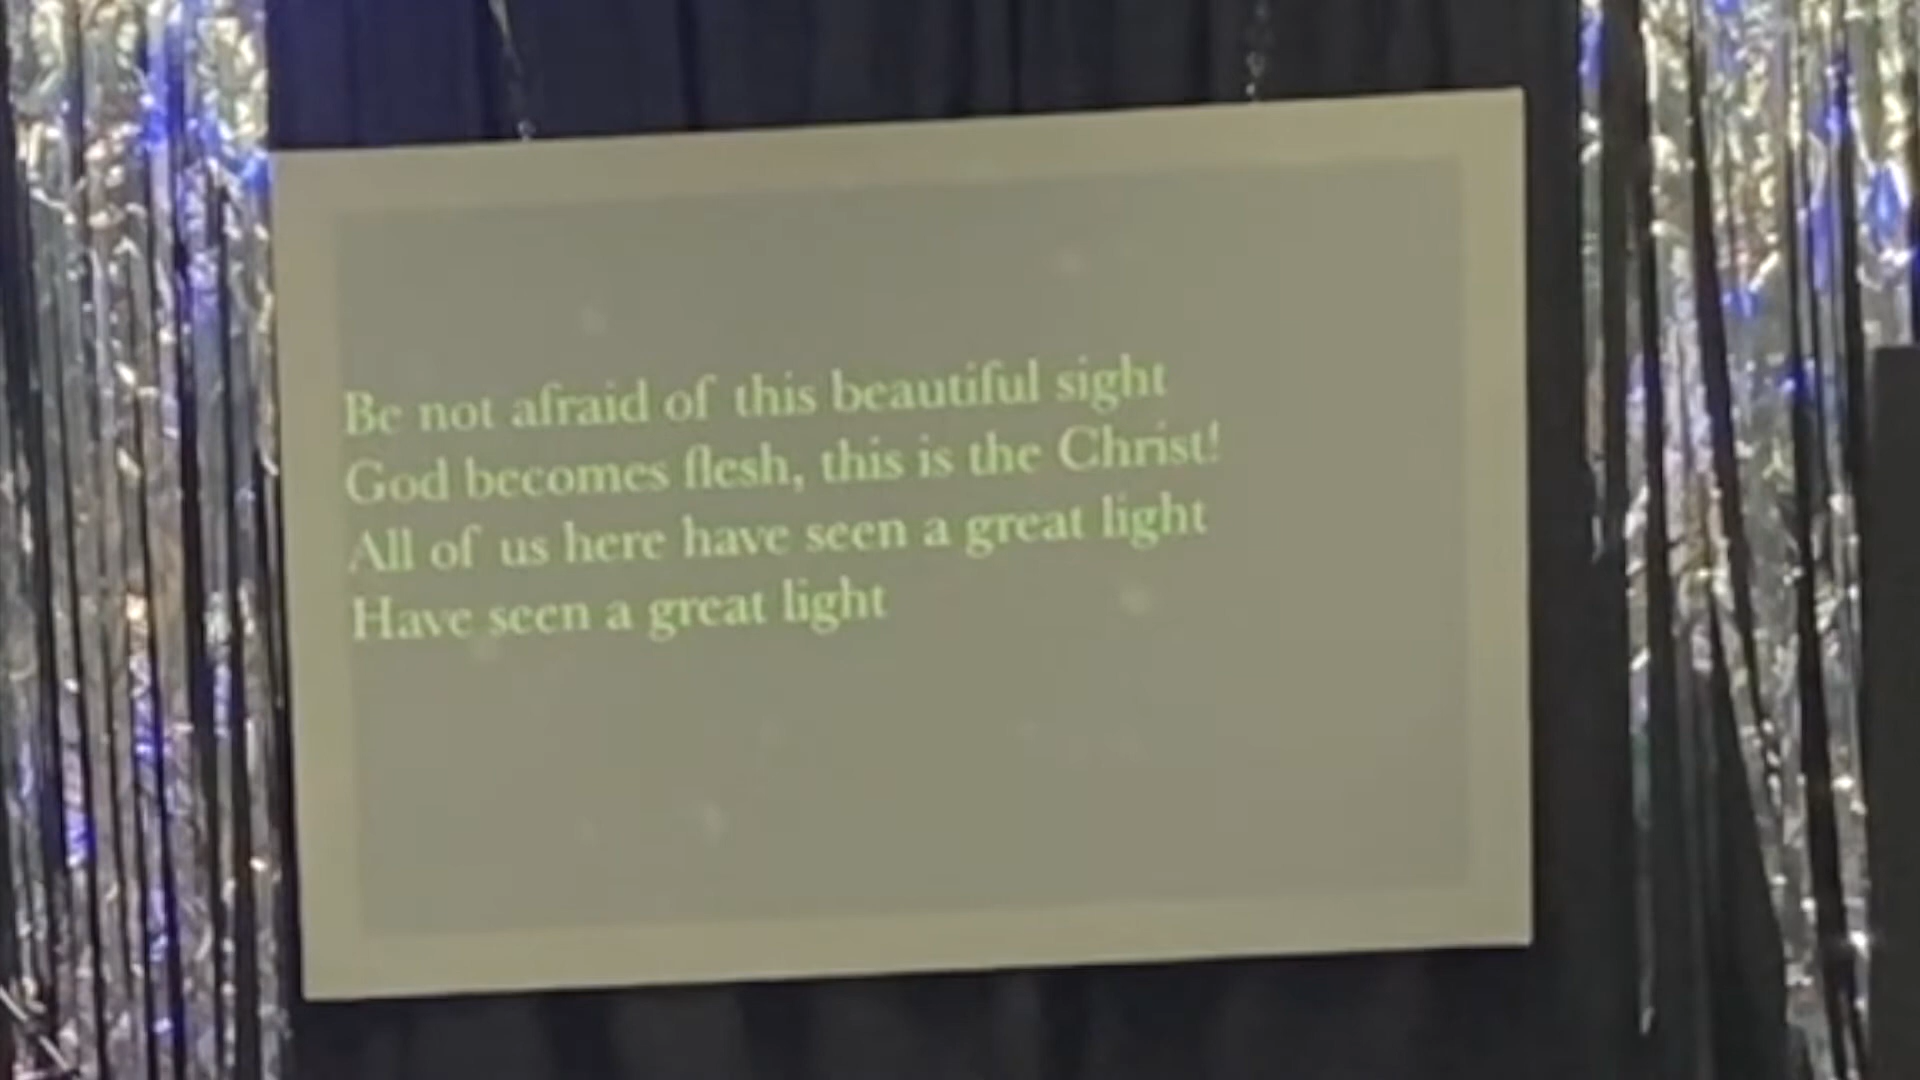 Be not afraid of this beautiful sight
God becomes flesh, this is the Christ!
All of us here have seen a great light
Have seen a great light